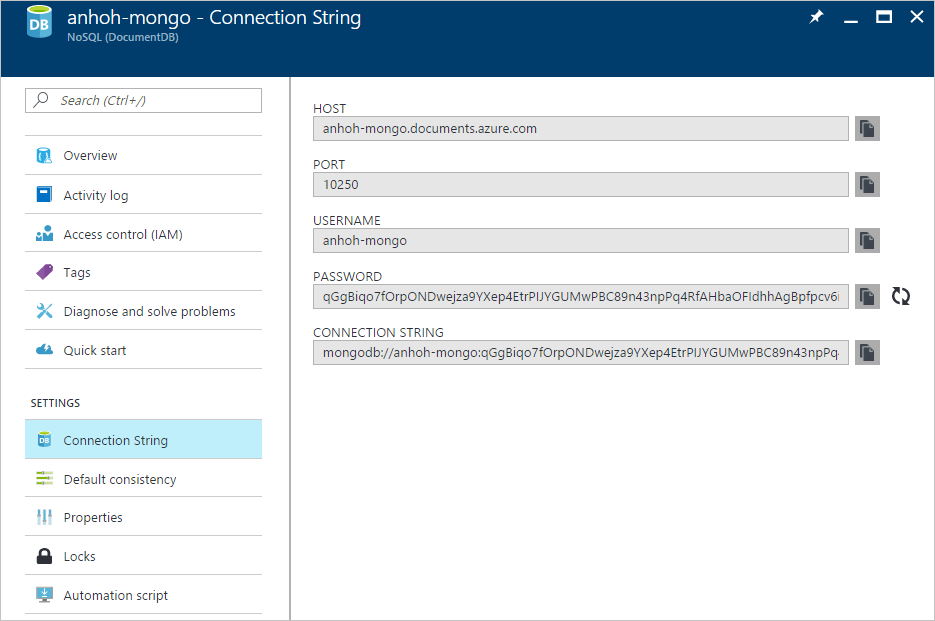 DB
anhoh-mongo - Connection String
NoSQL (DocumentDB)
Search (Ctrl+/)
Overview
Activity log
Access control (IAM)
Tags
Diagnose and solve problems
Quick start
SETTINGS
DB
Connection String
Default consistency
Properties
Locks
Automation script
HOST
anhoh-mongo.documents.azure.com
PORT
10250
USERNAME
anhoh-mongo
PASSWORD
qGgBiqo7fOrpONDwejza9YXep4EtrPIJYGUMwPBC89n43npPq4RfAHbaOFIdhhAgBpfpcv6i
CONNECTION STRING
mongodb://anhoh-mongo:qGgBiqo7fOrpONDwejza9YXep4EtrPIJYGUMwPBC89n43npPq4